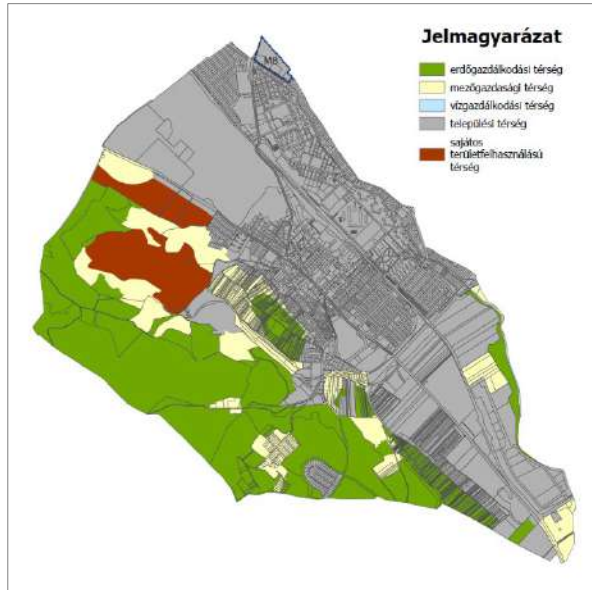 Jelmagyarázat
erdőgazdálkodási térség
mezőgazdasági térség
vízgazdálkodási térség
települési térség
sajátos
területfelhasználású
térség
MB